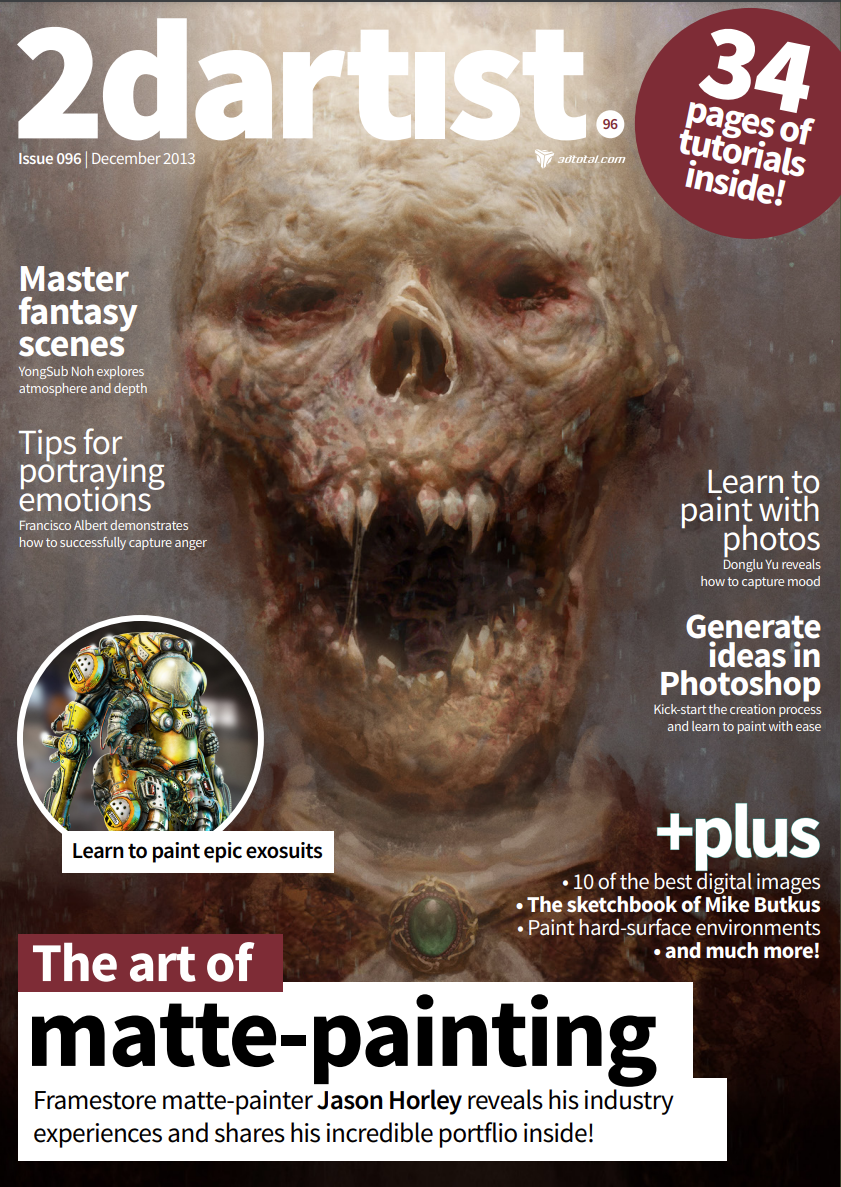 2dartist
96
Issue 096 | December 2013
3dtotal.com
34
pages of
tutorials
inside!
Master
fantasy
scenes
YongSub Noh explores
atmosphere and depth
Tips for
portraying
emotions
Francisco Albert demonstrates
how to successfully capture anger
Learn to
paint with
photos
Donglu Yu reveals
how to capture mood
Generate
ideas in
Photoshop
Kick-start the creation process
and learn to paint with ease
Learn to paint epic exosuits
+plus
• 10 of the best digital images
• The sketchbook of Mike Butkus
• Paint hard-surface environments
• and much more!
The art of
matte-painting
Framestore matte-painter Jason Horley reveals his industry
experiences and shares his incredible portflio inside!